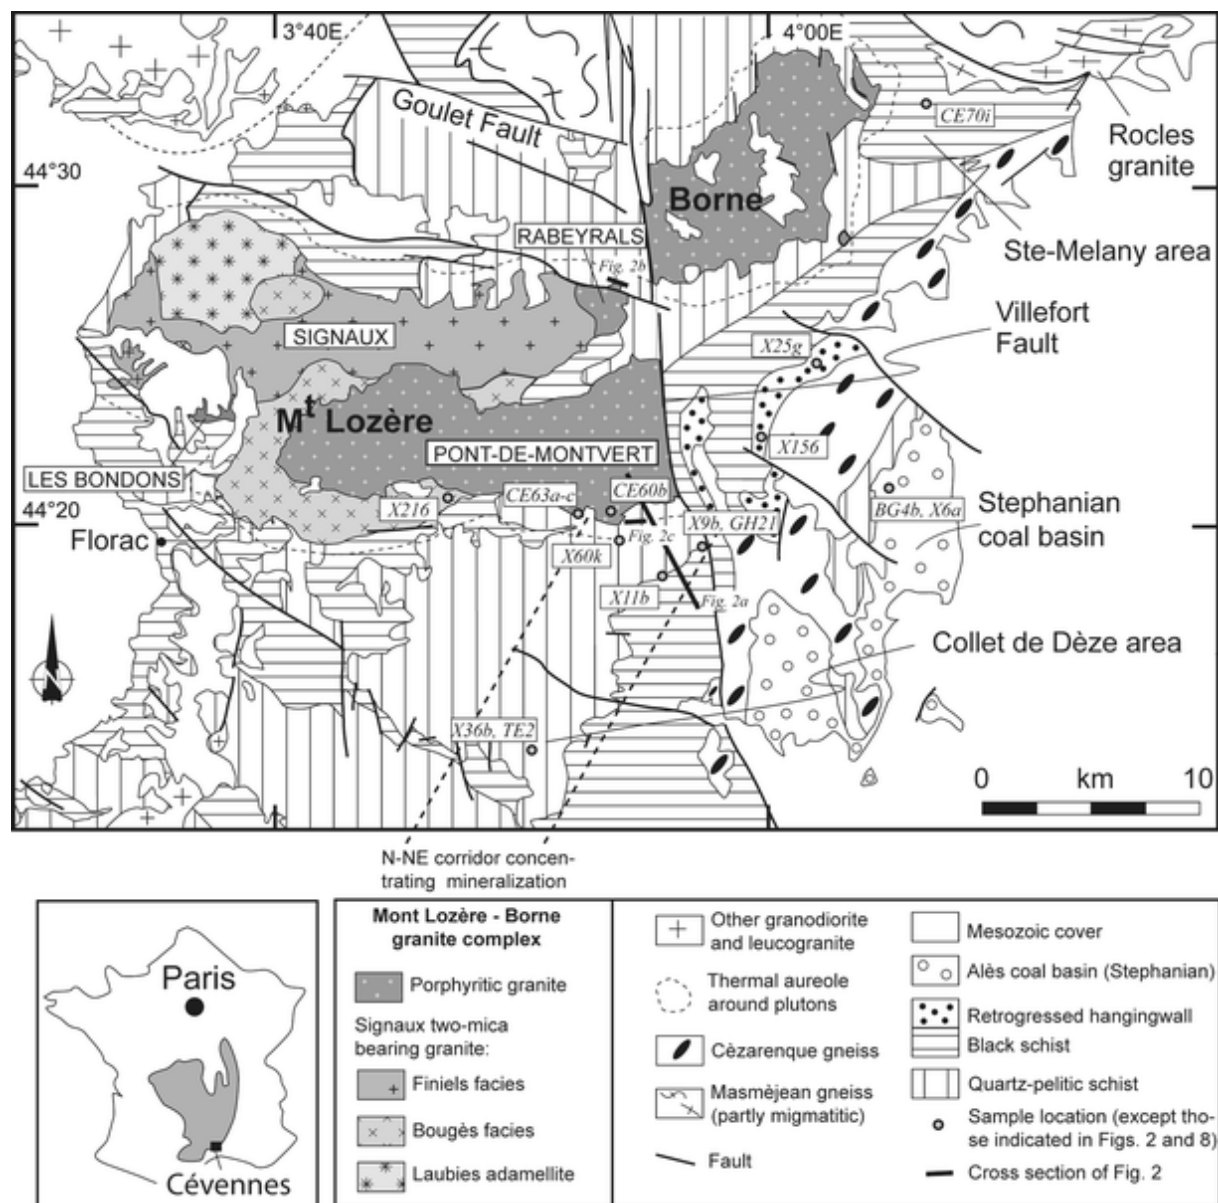 3°40E
4°00E
Goulet Fault
CE70i
Rocles
granite
44°30
Borne
RABEYRALS
Fig. 2b
Ste-Melany area
Villefort
Fault
SIGNAUX
X25g
Mt Lozère
X156
PONT-DE-MONTVERT
LES BONDONS
CE63a-c
CE60b
X216
BG4b, X6a
X9b, GH21
Stephanian
coal basin
44°20
Florac
Fig. 2c
X60k
X11b
Fig. 2a
Collet de Dèze area
N
X36b, TE2
0 km 10
N-NE corridor concen-
trating mineralization
Paris
Cévennes
Mont Lozère - Borne
granite complex
Porphyritic granite
Signaux two-mica
bearing granite:
Finiels facies
Bougès facies
Laubies adamellite
Other granodiorite
and leucogranite
Thermal aureole
around plutons
Cèzarenque gneiss
Masmèjean gneiss
(partly migmatitic)
Fault
Mesozoic cover
Alès coal basin (Stephanian)
Retrogressed hangingwall
Black schist
Quartz-pelitic schist
Sample location (except tho-
se indicated in Figs. 2 and 8)
Cross section of Fig. 2